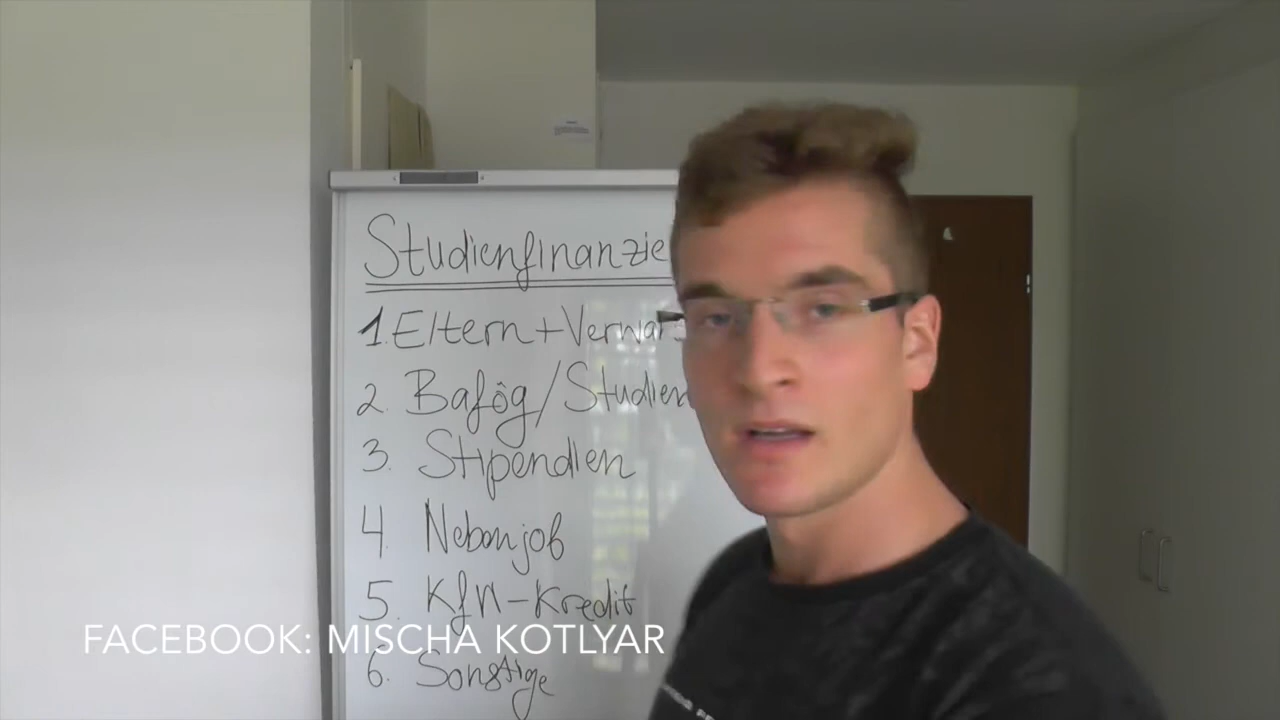 Studienfinanzie
1. Eltern + Verwa
2. Bafög / Studien
3. Stipendien
4 Nebenjob
5. KfW-Kredit
FACEBOOK: MISCHA KOTLYAR
6. Sonstige